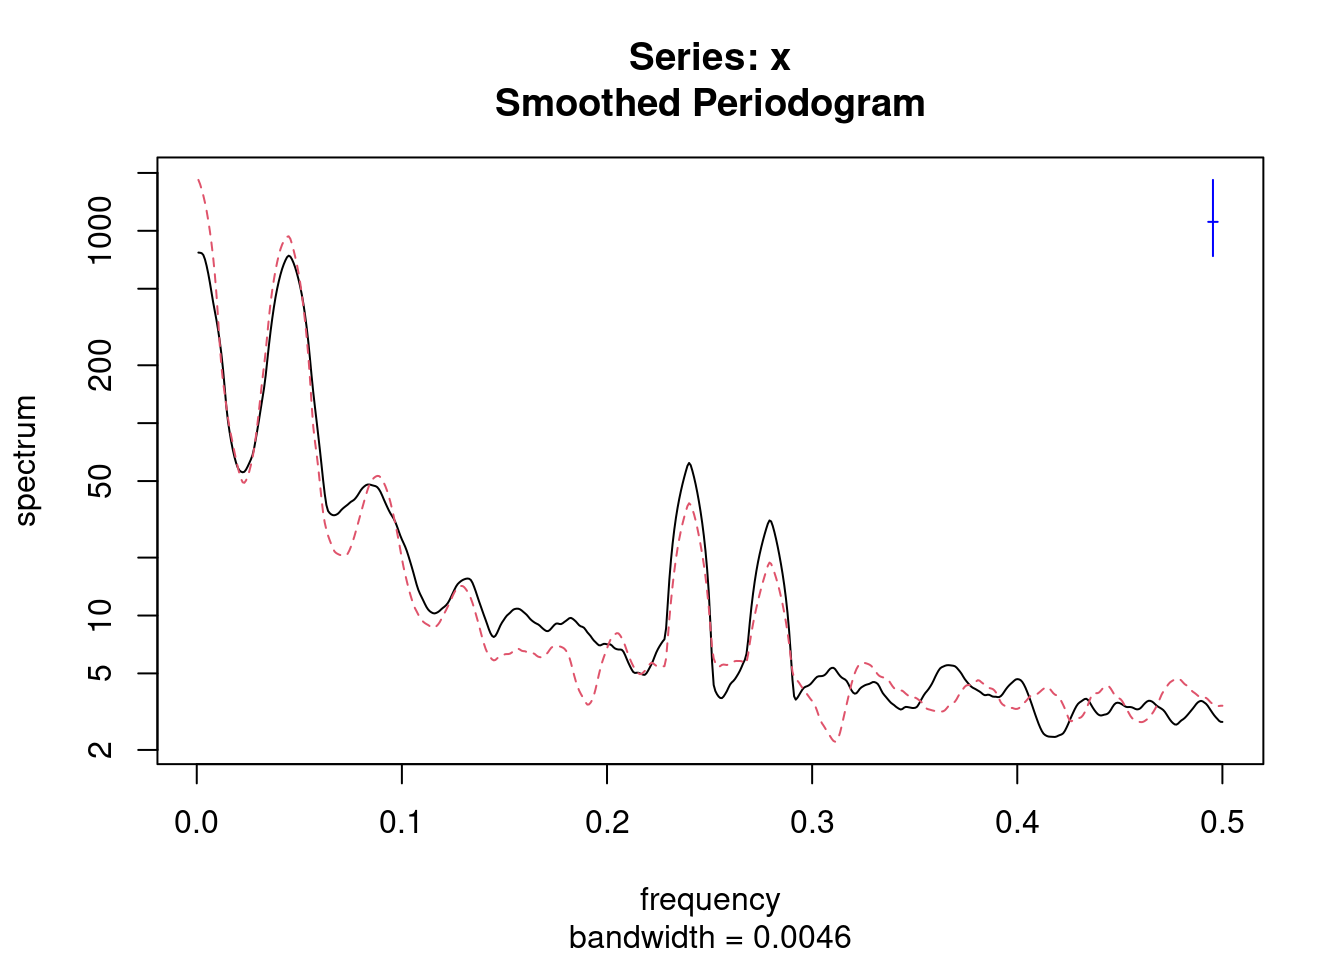 Series: x
Smoothed Periodogram
spectrum
1000
200
50
10
5
2
0.0 0.1 0.2 0.3 0.4 0.5
frequency
bandwidth = 0.0046